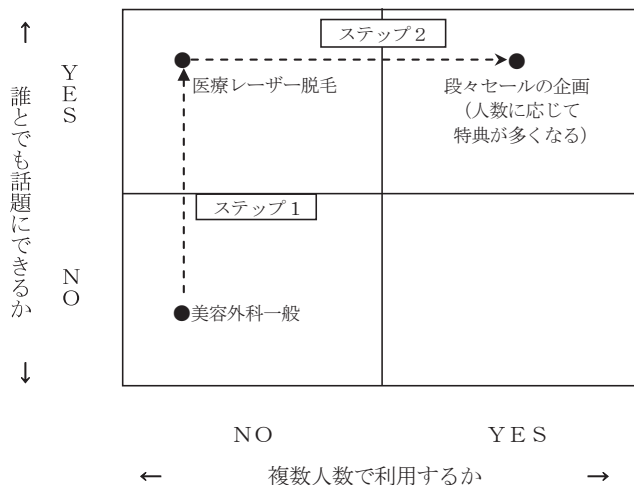 ステップ２
医療レーザー脱毛
段々セールの企画
（人数に応じて
特典が多くなる）
ステップ１
美容外科一般
↑
誰とでも話題にできるか
↓
ＹＥＳ
ＮＯ
ＮＯ
ＹＥＳ
← 複数人数で利用するか →